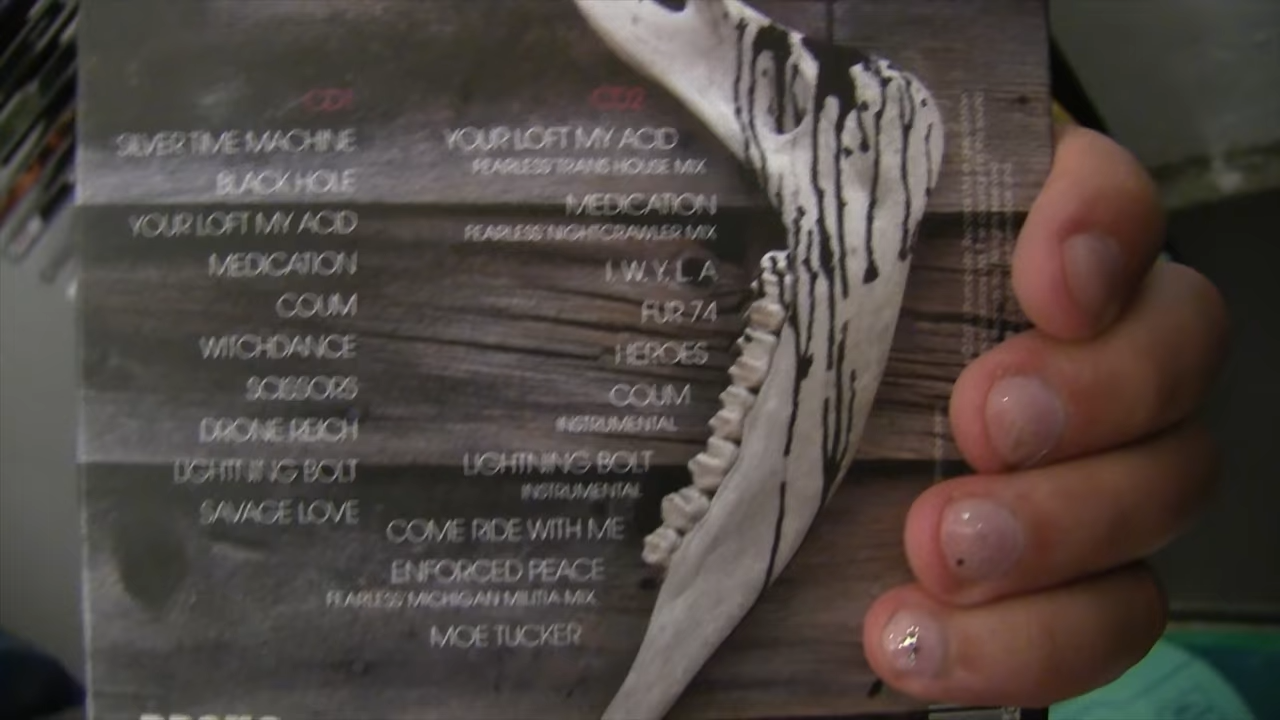 CD1
SILVER TIME MACHINE
BLACK HOLE
YOUR LOFT MY ACID
MEDICATION
COUM
WITCHDANCE
SCISSORS
DRONE REICH
LIGHTNING BOLT
SAVAGE LOVE
CD2
YOUR LOFT MY ACID
FEARLESS' TRANS HOUSE MIX
MEDICATION
FEARLESS' NIGHTCRAWLER MIX
I. W. Y. L. A
FUR 74
HEROES
COUM
INSTRUMENTAL
LIGHTNING BOLT
INSTRUMENTAL
COME RIDE WITH ME
ENFORCED PEACE
FEARLESS' MICHIGAN MILITIA MIX
MOE TUCKER